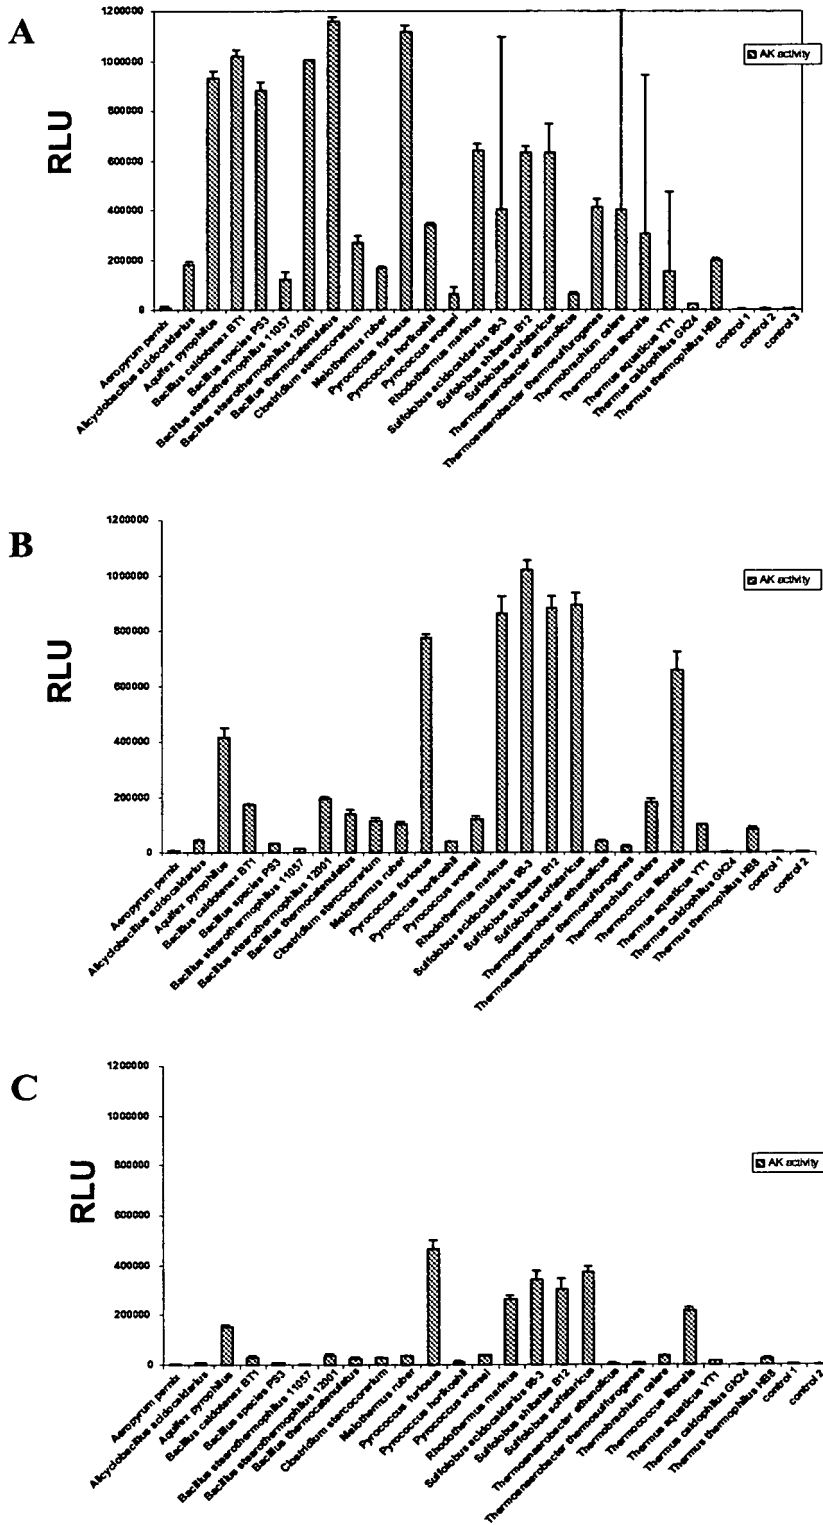 A
1200000
1000000
800000
600000
400000
200000
0
RLU
AK activity
Aeropyrum pernix
Alicyclobacillus acidocaldarius
Aquifex pyrophilus
Bacillus caldotenex BT1
Bacillus species PS3
Bacillus stearothermophilus 11057
Bacillus stearothermophilus 12001
Bacillus thermocatenulatus
Clostridium stercocorarium
Meiothermus ruber
Pyrococcus furiosus
Pyrococcus horikoshii
Pyrococcus woesei
Rhodothermus marinus
Sulfolobus acidocaldarius 98-3
Sulfolobus shibatae B12
Sulfolobus solfataricus
Thermoanaerobacter ethanolicus
Thermoanaerobacter thermosulfurogenes
Thermobrachium celere
Thermococcus litoralis
Thermus aquaticus YT1
Thermus caldophilus GK24
Thermus thermophilus HB8
control 1
control 2
control 3
B
1200000
1000000
800000
600000
400000
200000
0
RLU
AK activity
Aeropyrum pernix
Alicyclobacillus acidocaldarius
Aquifex pyrophilus
Bacillus caldotenex BT1
Bacillus species PS3
Bacillus stearothermophilus 11057
Bacillus stearothermophilus 12001
Bacillus thermocatenulatus
Clostridium stercocorarium
Meiothermus ruber
Pyrococcus furiosus
Pyrococcus horikoshii
Pyrococcus woesei
Rhodothermus marinus
Sulfolobus acidocaldarius 98-3
Sulfolobus shibatae B12
Sulfolobus solfataricus
Thermoanaerobacter ethanolicus
Thermoanaerobacter thermosulfurogenes
Thermobrachium celere
Thermococcus litoralis
Thermus aquaticus YT1
Thermus caldophilus GK24
Thermus thermophilus HB8
control 1
control 2
C
1200000
1000000
800000
600000
400000
200000
0
RLU
AK activity
Aeropyrum pernix
Alicyclobacillus acidocaldarius
Aquifex pyrophilus
Bacillus caldotenex BT1
Bacillus species PS3
Bacillus stearothermophilus 11057
Bacillus stearothermophilus 12001
Bacillus thermocatenulatus
Clostridium stercocorarium
Meiothermus ruber
Pyrococcus furiosus
Pyrococcus horikoshii
Pyrococcus woesei
Rhodothermus marinus
Sulfolobus acidocaldarius 98-3
Sulfolobus shibatae B12
Sulfolobus solfataricus
Thermoanaerobacter ethanolicus
Thermoanaerobacter thermosulfurogenes
Thermobrachium celere
Thermococcus litoralis
Thermus aquaticus YT1
Thermus caldophilus GK24
Thermus thermophilus HB8
control 1
control 2